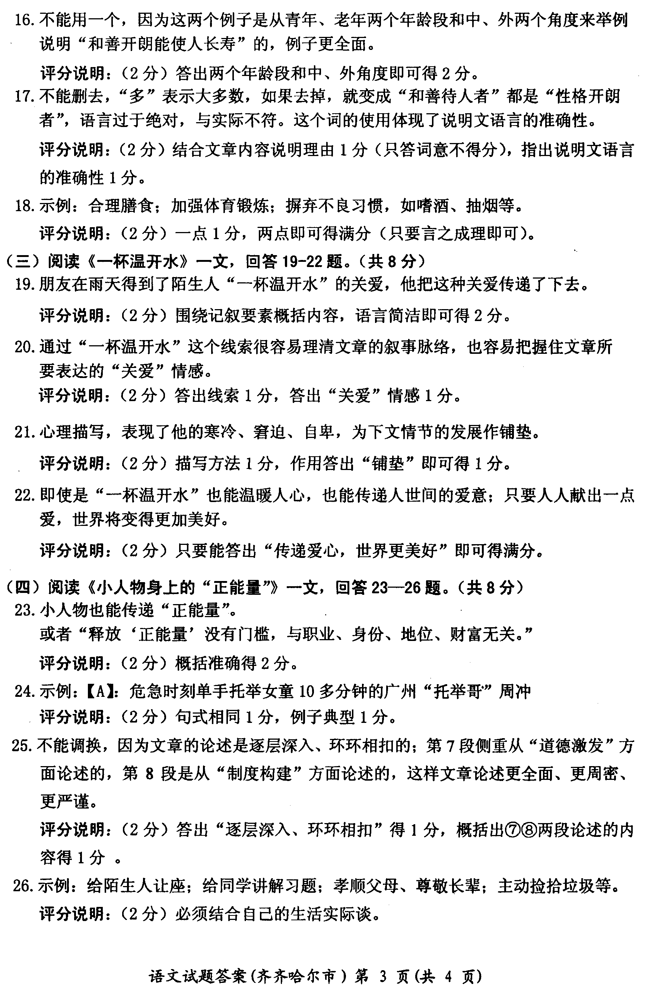 16. 不能用一个，因为这两个例子是从青年、老年两个年龄段和中、外两个角度来举例
说明“和善开朗能使人长寿”的，例子更全面。
评分说明：（2 分）答出两个年龄段和中、外角度即可得 2 分。
17. 不能删去，“多”表示大多数，如果去掉，就变成“和善待人者”都是“性格开朗
者”，语言过于绝对，与实际不符。这个词的使用体现了说明文语言的准确性。
评分说明：（2 分）结合文章内容说明理由 1 分（只答词意不得分），指出说明文语言
的准确性 1 分。
18. 示例：合理膳食；加强体育锻炼；摒弃不良习惯，如嗜酒、抽烟等。
评分说明：（2 分）一点 1 分，两点即可得满分（只要言之成理即可）。
（三）阅读《一杯温开水》一文，回答 19-22 题。（共 8 分）
19. 朋友在雨天得到了陌生人“一杯温开水”的关爱，他把这种关爱传递了下去。
评分说明：（2 分）围绕记叙要素概括内容，语言简洁即可得 2 分。
20. 通过“一杯温开水”这个线索很容易理清文章的叙事脉络，也容易把握住文章所
要表达的“关爱”情感。
评分说明：（2 分）答出线索 1 分，答出“关爱”情感 1 分。
21. 心理描写，表现了他的寒冷、窘迫、自卑，为下文情节的发展作铺垫。
评分说明：（2 分）描写方法 1 分，作用答出“铺垫”即可得 1 分。
22. 即使是“一杯温开水”也能温暖人心，也能传递人世间的爱意；只要人人献出一点
爱，世界将变得更加美好。
评分说明：（2 分）只要能答出“传递爱心，世界更美好”即可得满分。
（四）阅读《小人物身上的“正能量”》一文，回答 23—26 题。（共 8 分）
23. 小人物也能传递“正能量”。
或者“释放‘正能量’没有门槛，与职业、身份、地位、财富无关。”
评分说明：（2 分）概括准确得 2 分。
24. 示例：【A】：危急时刻单手托举女童 10 多分钟的广州“托举哥”周冲
评分说明：（2 分）句式相同 1 分，例子典型 1 分。
25. 不能调换，因为文章的论述是逐层深入、环环相扣的；第 7 段侧重从“道德激发”方
面论述的，第 8 段是从“制度构建”方面论述的，这样文章论述更全面、更周密、
更严谨。
评分说明：（2 分）答出“逐层深入、环环相扣”得 1 分，概括出⑦⑧两段论述的内
容得 1 分 。
26. 示例：给陌生人让座；给同学讲解习题；孝顺父母、尊敬长辈；主动捡拾垃圾等。
评分说明：（2 分）必须结合自己的生活实际谈。
语文试题答案(齐齐哈尔市) 第 3 页(共 4 页)